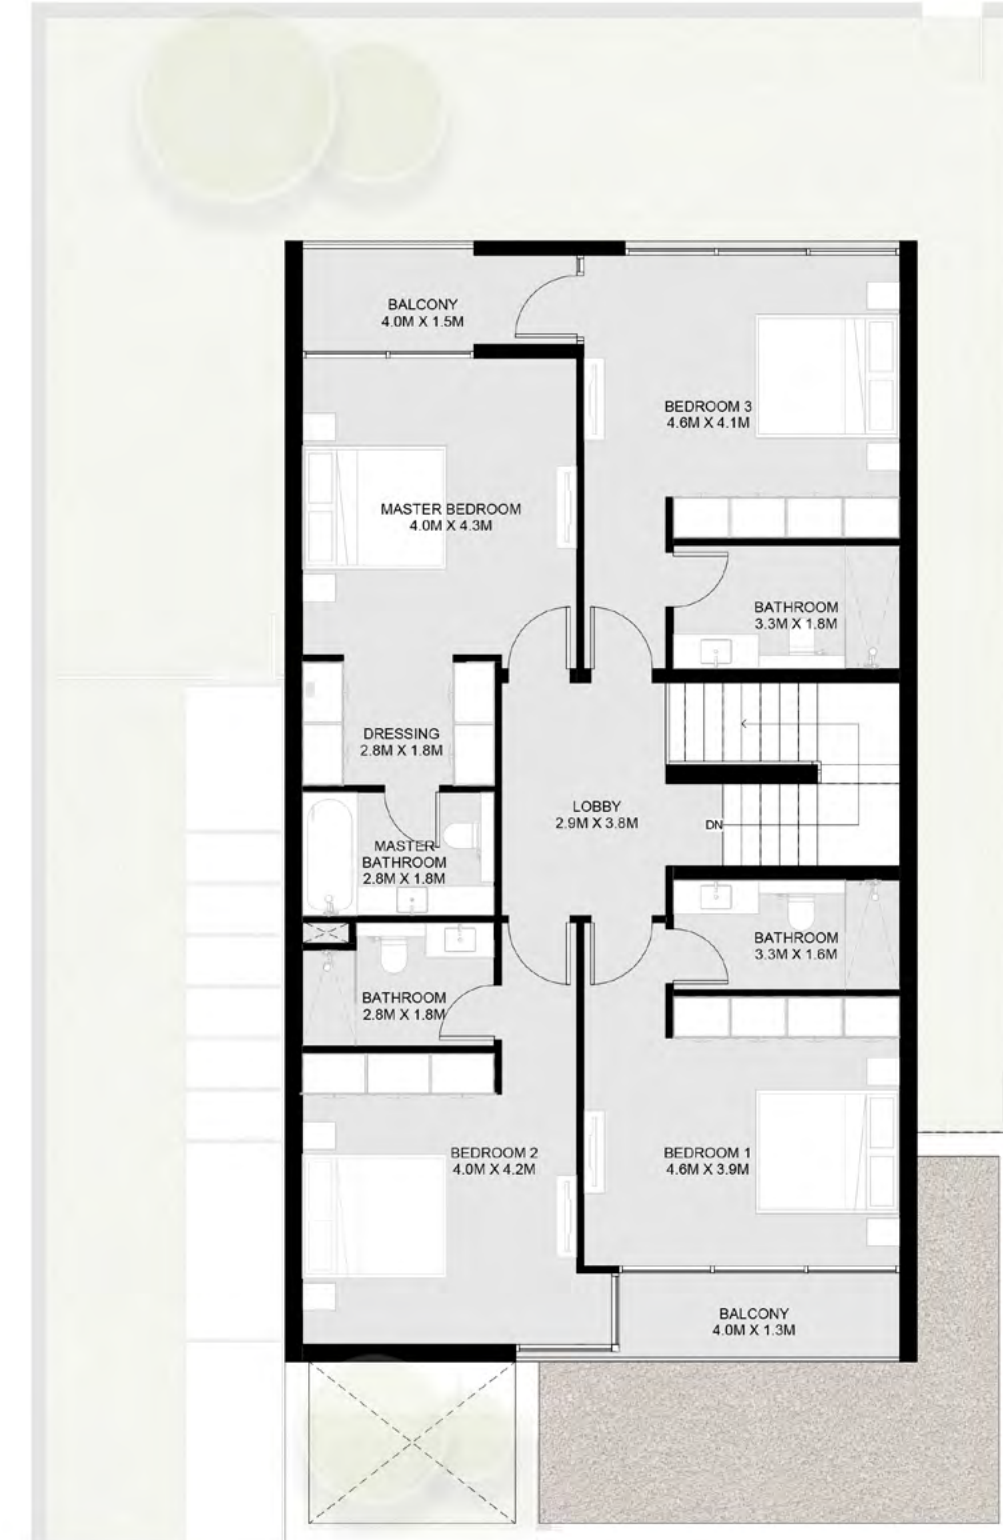 BALCONY
4.0M X 1.5M
BEDROOM 3
4.6M X 4.1M
MASTER BEDROOM
4.0M X 4.3M
BATHROOM
3.3M X 1.8M
DRESSING
2.8M X 1.8M
LOBBY
2.9M X 3.8M
DN
MASTER
BATHROOM
2.8M X 1.8M
BATHROOM
3.3M X 1.6M
BATHROOM
2.8M X 1.8M
BEDROOM 2
4.0M X 4.2M
BEDROOM 1
4.6M X 3.9M
BALCONY
4.0M X 1.3M